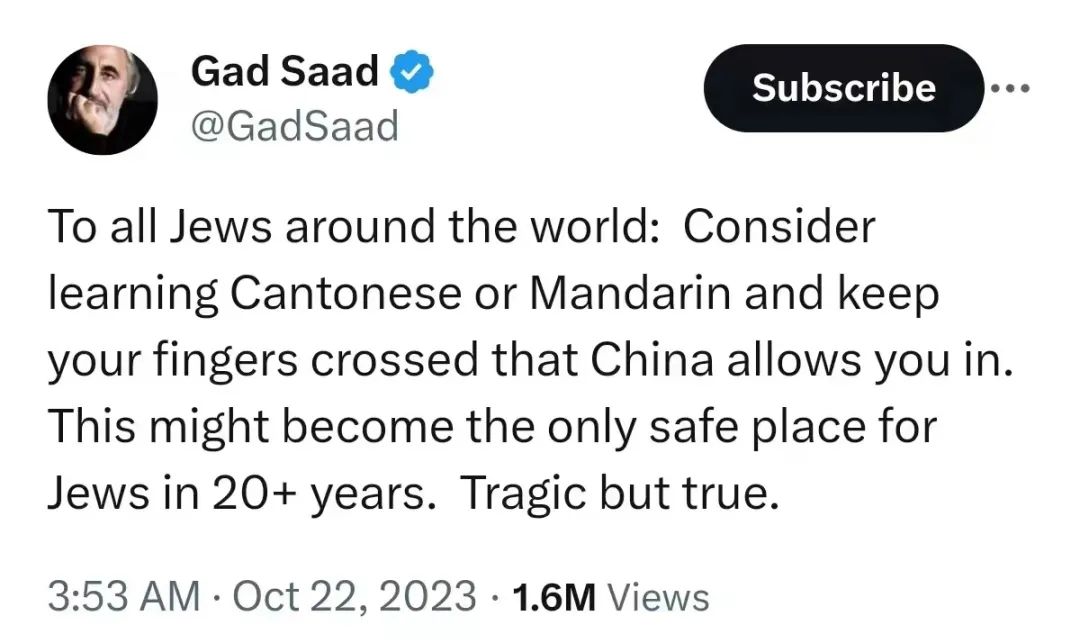 Gad Saad
@GadSaad
Subscribe
To all Jews around the world:  Consider
learning Cantonese or Mandarin and keep
your fingers crossed that China allows you in.
This might become the only safe place for
Jews in 20+ years.  Tragic but true.
3:53 AM · Oct 22, 2023 · 1.6M Views